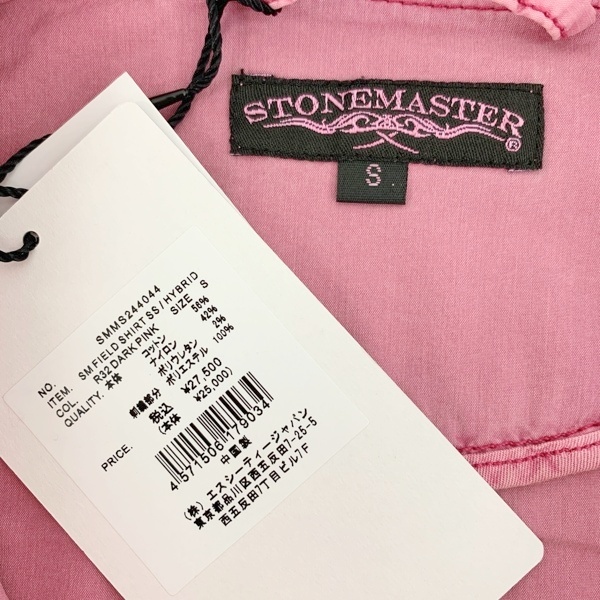 STONEMASTER
®
S
NO. SMMS244044
ITEM. SM FIELD SHIRT SS / HYBRID
COL. R32 DARK PINK SIZE S
QUALITY. 本体 コットン 56%
ナイロン 42%
ポリウレタン 2%
刺繍部分 ポリエステル 100%
PRICE. 税込 ¥27,500
(本体 ¥25,000)
4571506179034
中国製
(株)エスシーティージャパン
東京都品川区西五反田7-25-5
西五反田7丁目ビル7F